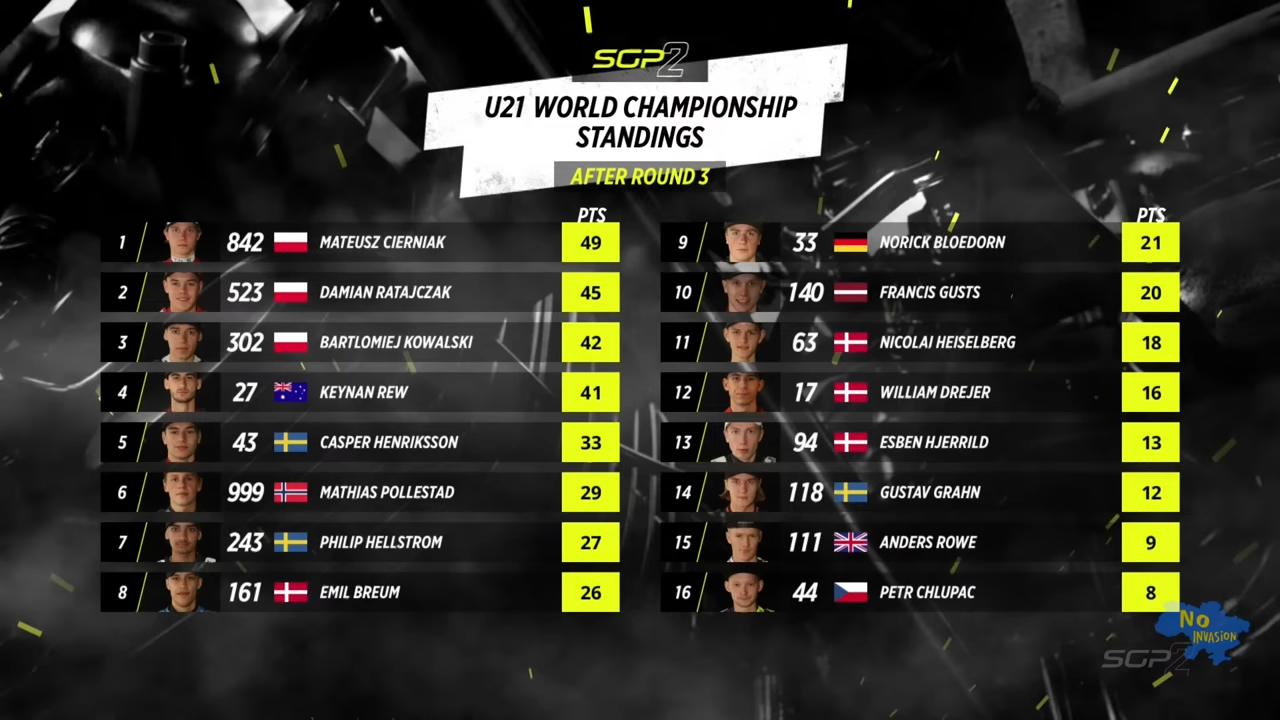 SGP2
U21 WORLD CHAMPIONSHIP
STANDINGS
AFTER ROUND 3
PTS
1 842 MATEUSZ CIERNIAK 49
2 523 DAMIAN RATAJCZAK 45
3 302 BARTLOMIEJ KOWALSKI 42
4 27 KEYNAN REW 41
5 43 CASPER HENRIKSSON 33
6 999 MATHIAS POLLESTAD 29
7 243 PHILIP HELLSTROM 27
8 161 EMIL BREUM 26
PTS
9 33 NORICK BLOEDORN 21
10 140 FRANCIS GUSTS 20
11 63 NICOLAI HEISELBERG 18
12 17 WILLIAM DREJER 16
13 94 ESBEN HJERRILD 13
14 118 GUSTAV GRAHN 12
15 111 ANDERS ROWE 9
16 44 PETR CHLUPAC 8
No
INVASION
SGP2